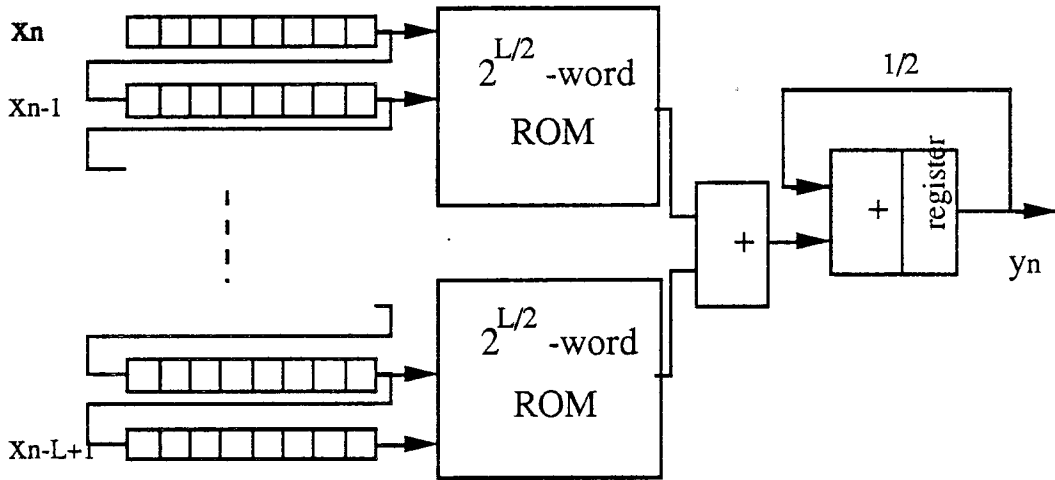 Xn
2^L/2 -word
ROM
Xn-1
1/2
register
+
+
yn
2^L/2 -word
ROM
Xn-L+1